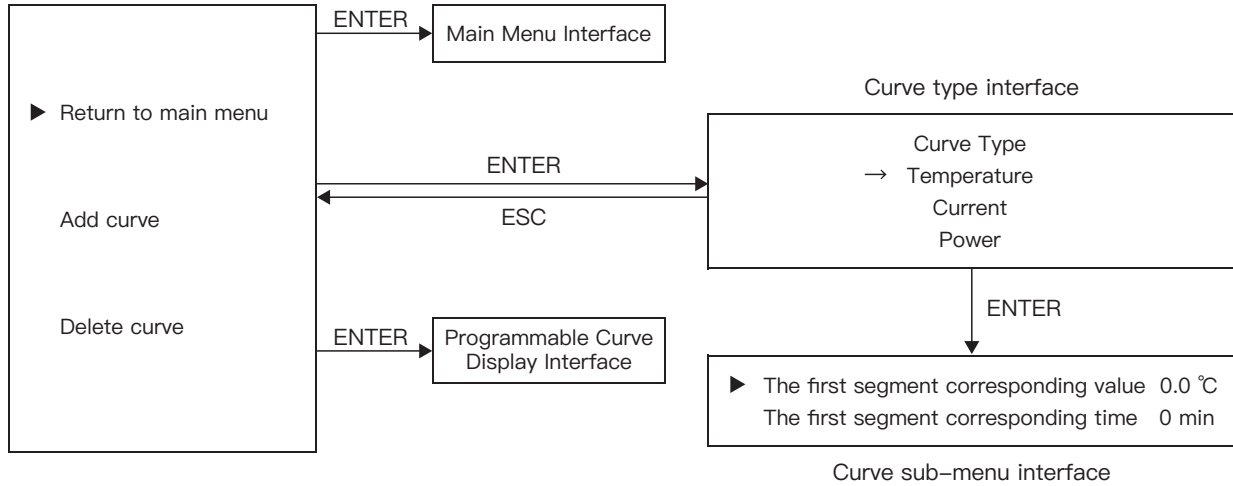 ENTER
Main Menu Interface
▶ Return to main menu
Add curve
Delete curve
ENTER
ESC
Curve type interface
Curve Type
→ Temperature
Current
Power
ENTER
ENTER
Programmable Curve
Display Interface
▶ The first segment corresponding value 0.0 ℃
The first segment corresponding time 0 min
Curve sub-menu interface